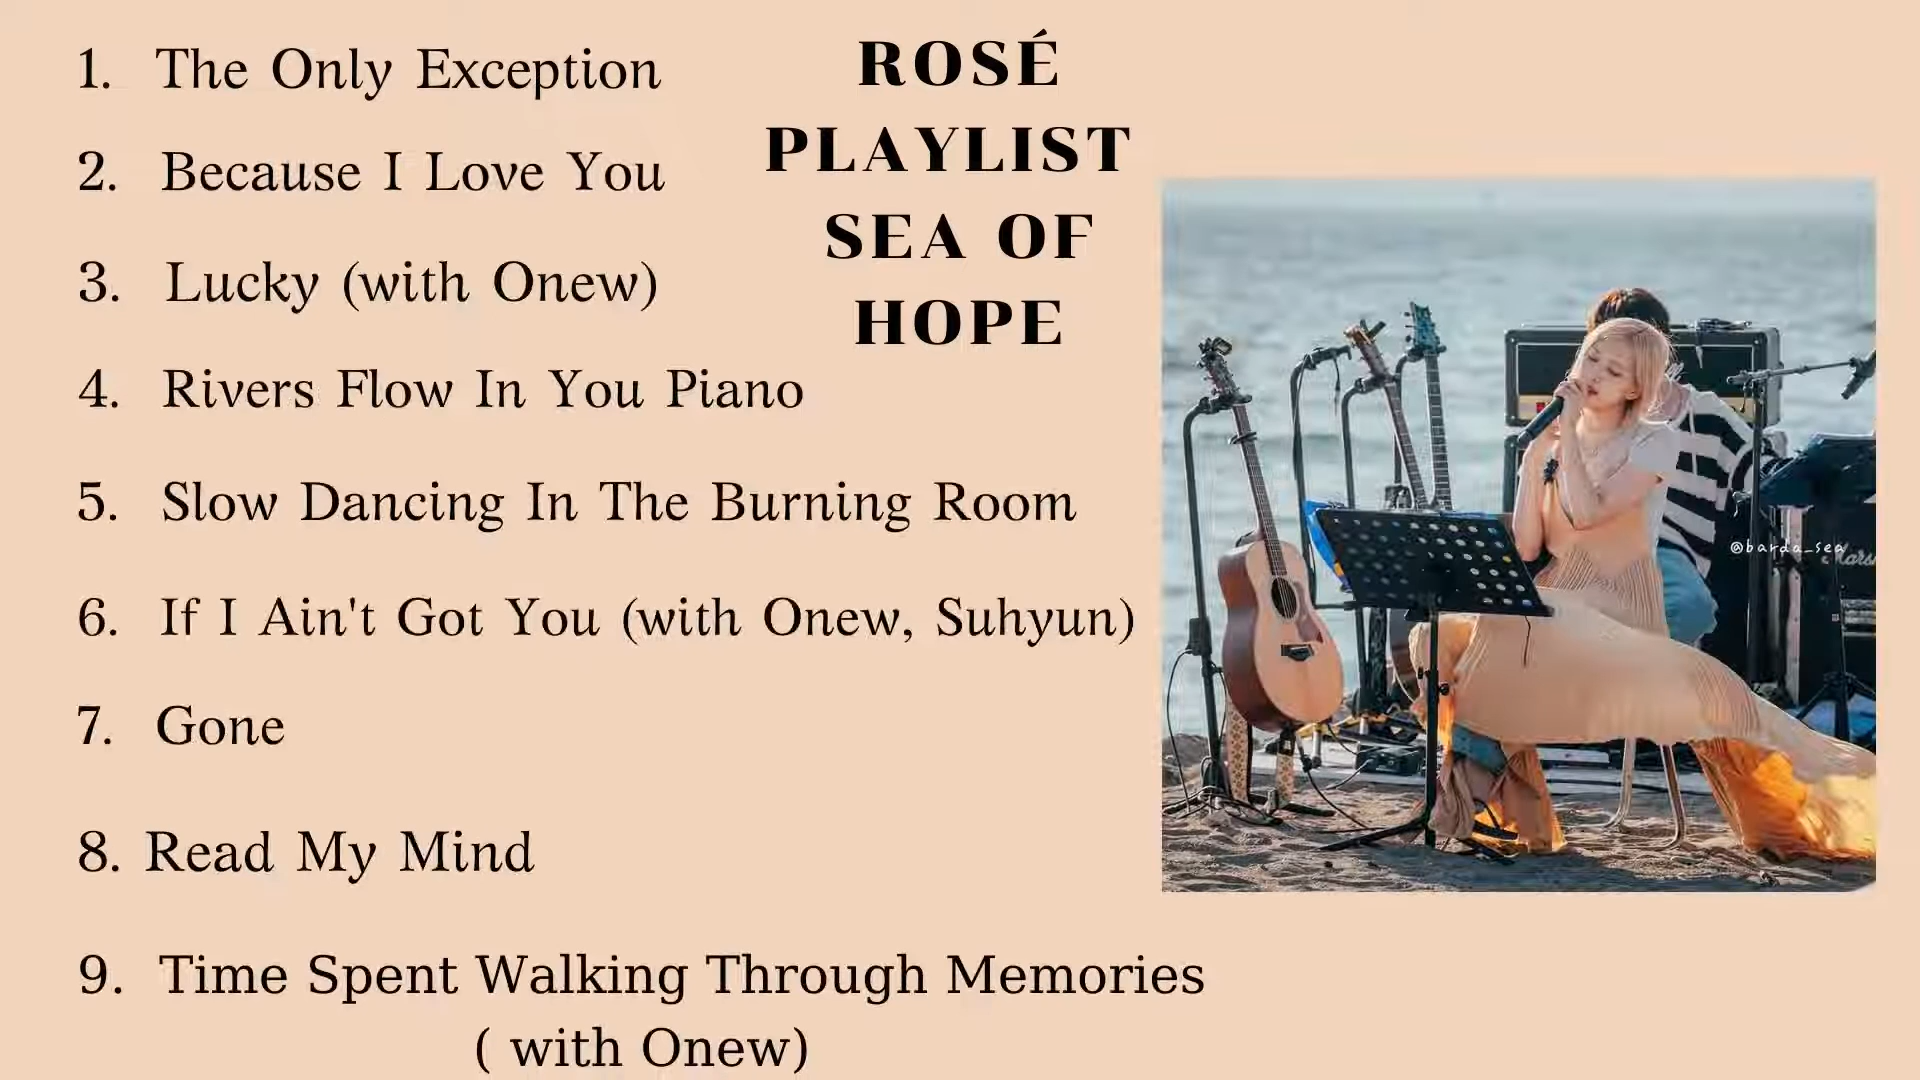 1. The Only Exception
2. Because I Love You
3. Lucky (with Onew)
4. Rivers Flow In You Piano
5. Slow Dancing In The Burning Room
6. If I Ain't Got You (with Onew, Suhyun)
7. Gone
8. Read My Mind
9. Time Spent Walking Through Memories
( with Onew)
ROSÉ
PLAYLIST
SEA OF
HOPE
@barda_sea